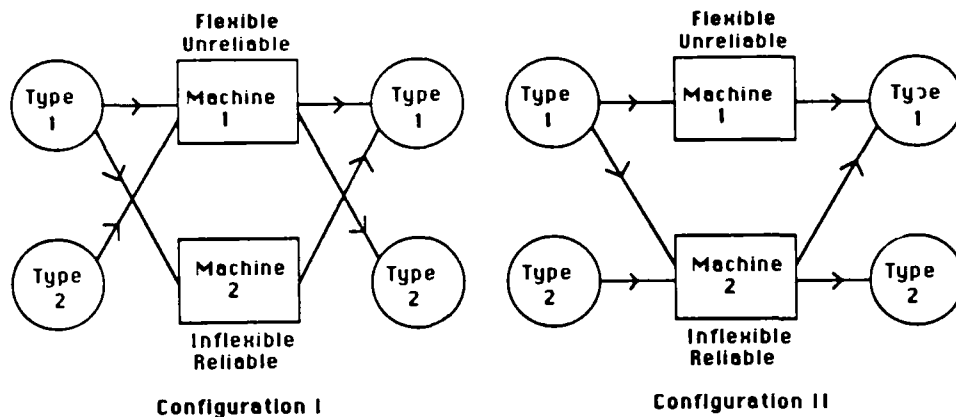 Flexible
Unreliable
Type
1
Machine
1
Type
1
Type
2
Machine
2
Type
2
Inflexible
Reliable
Configuration I
Flexible
Unreliable
Type
1
Machine
1
Type
1
Type
2
Machine
2
Type
2
Inflexible
Reliable
Configuration II